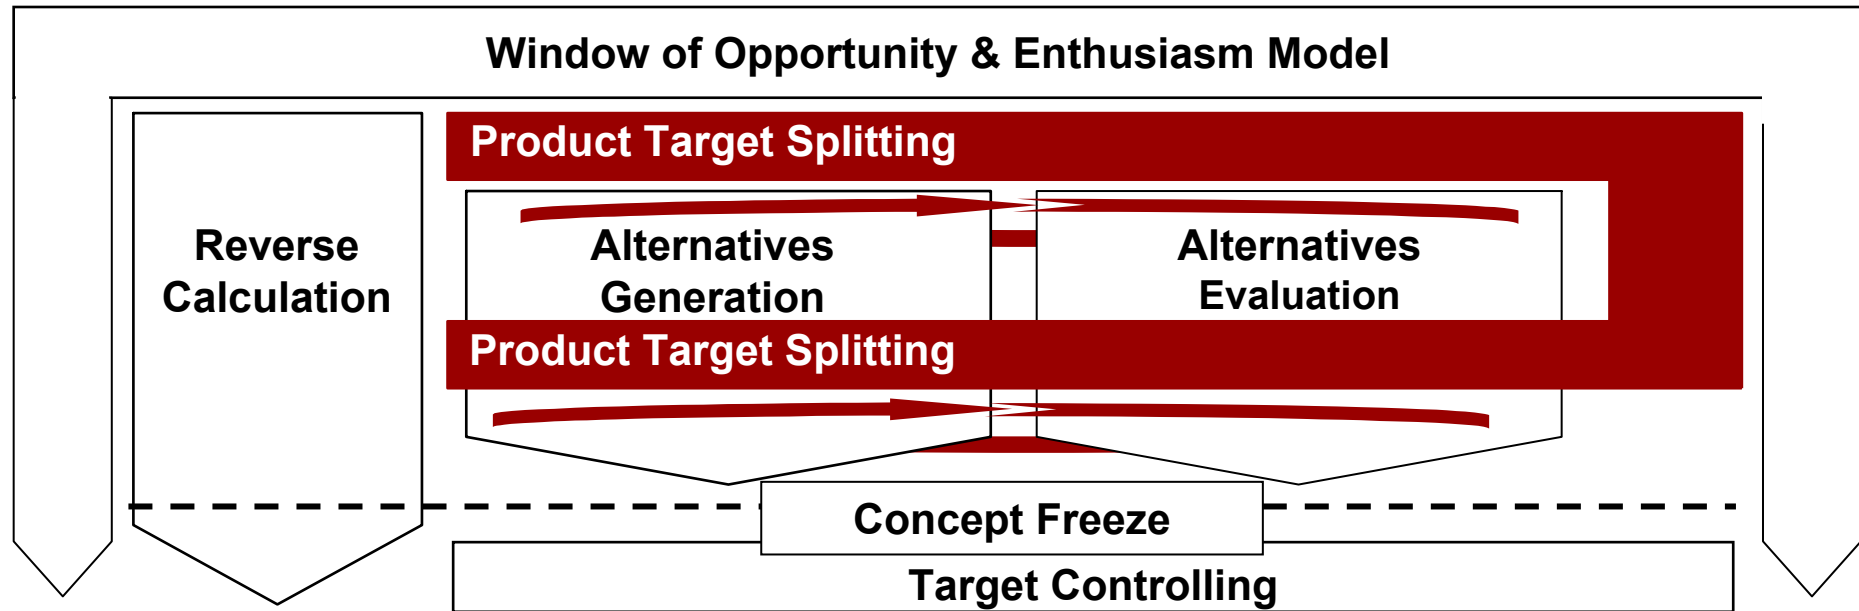 Window of Opportunity & Enthusiasm Model
Product Target Splitting
Reverse
Calculation
Alternatives
Generation
Alternatives
Evaluation
Product Target Splitting
Concept Freeze
Target Controlling